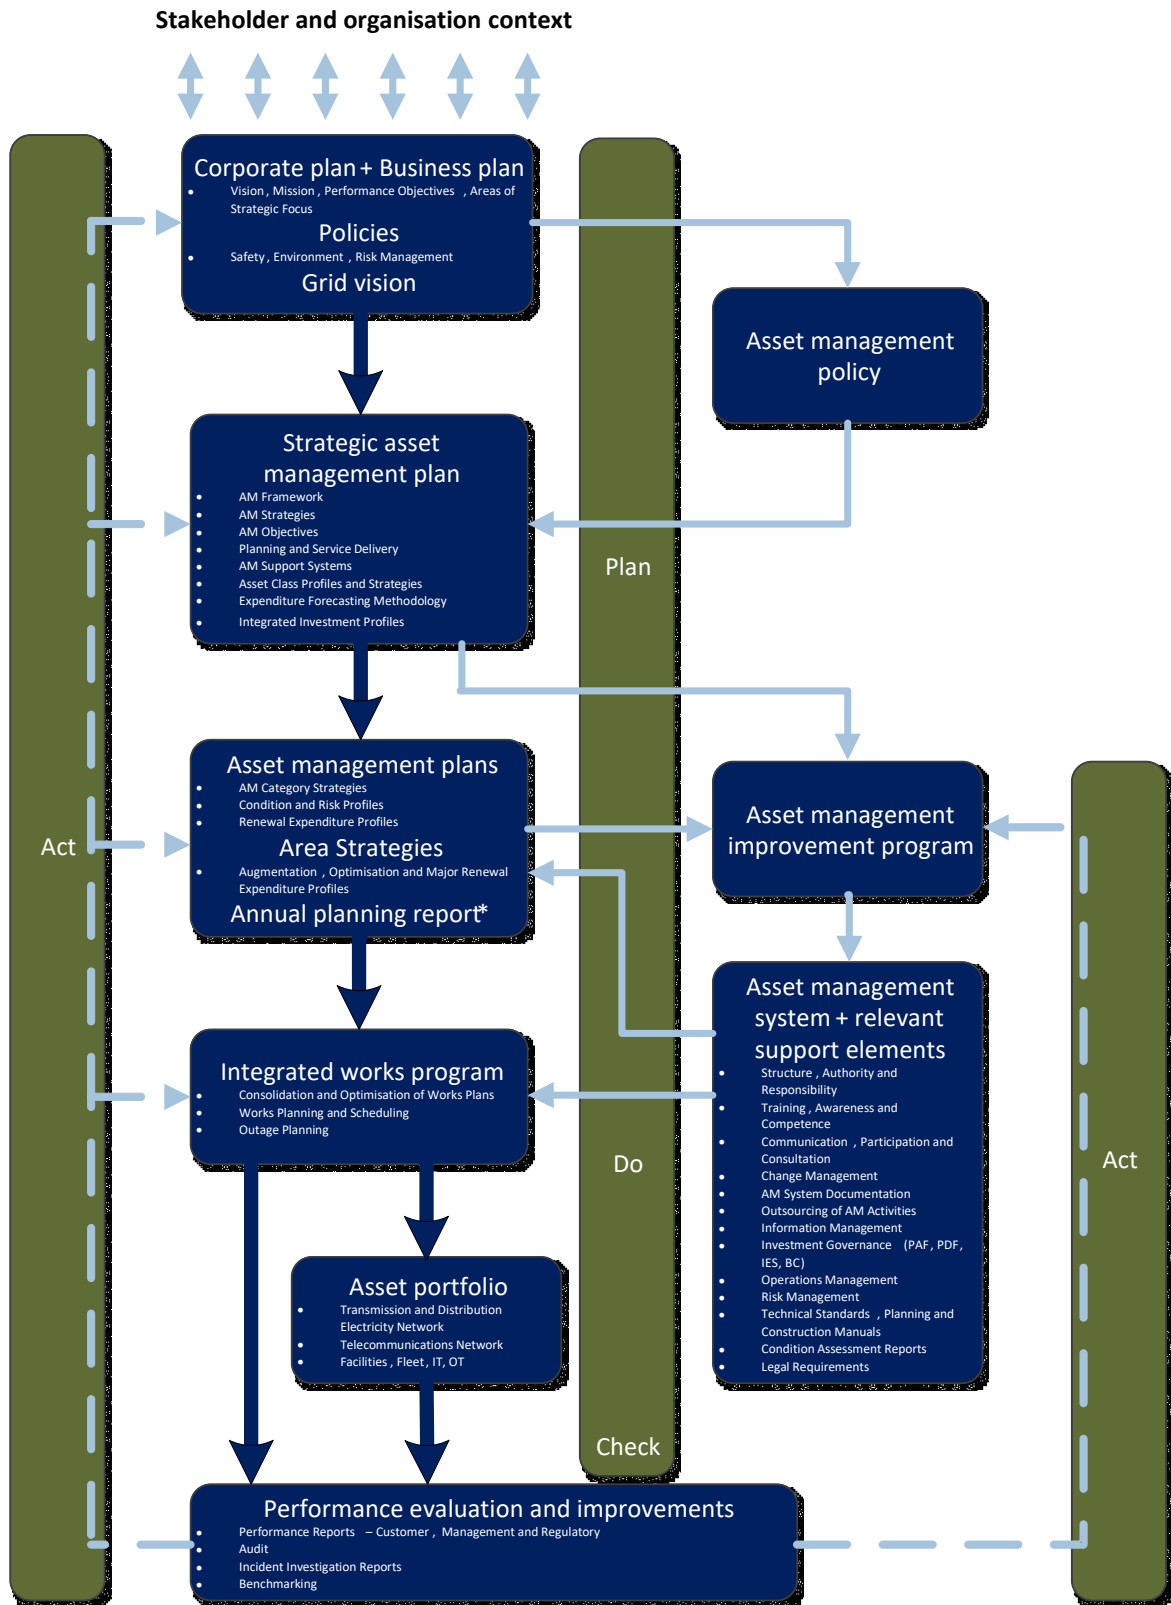 Stakeholder and organisation context
Corporate plan + Business plan
• Vision , Mission , Performance Objectives , Areas of
Strategic Focus
Policies
• Safety , Environment , Risk Management
Grid vision
Asset management
policy
Strategic asset
management plan
• AM Framework
• AM Strategies
• AM Objectives
• Planning and Service Delivery
• AM Support Systems
• Asset Class Profiles and Strategies
• Expenditure Forecasting Methodology
• Integrated Investment Profiles
Plan
Asset management plans
• AM Category Strategies
• Condition and Risk Profiles
• Renewal Expenditure Profiles
Area Strategies
• Augmentation , Optimisation and Major Renewal
Expenditure Profiles
Annual planning report*
Act
Asset management
improvement program
Asset management
system + relevant
support elements
• Structure , Authority and
Responsibility
• Training , Awareness and
Competence
• Communication , Participation and
Consultation
• Change Management
• AM System Documentation
• Outsourcing of AM Activities
• Information Management
• Investment Governance (PAF, PDF,
IES, BC)
• Operations Management
• Risk Management
• Technical Standards , Planning and
Construction Manuals
• Condition Assessment Reports
• Legal Requirements
Integrated works program
• Consolidation and Optimisation of Works Plans
• Works Planning and Scheduling
• Outage Planning
Do
Act
Asset portfolio
• Transmission and Distribution
Electricity Network
• Telecommunications Network
• Facilities , Fleet , IT, OT
Check
Performance evaluation and improvements
• Performance Reports – Customer , Management and Regulatory
• Audit
• Incident Investigation Reports
• Benchmarking